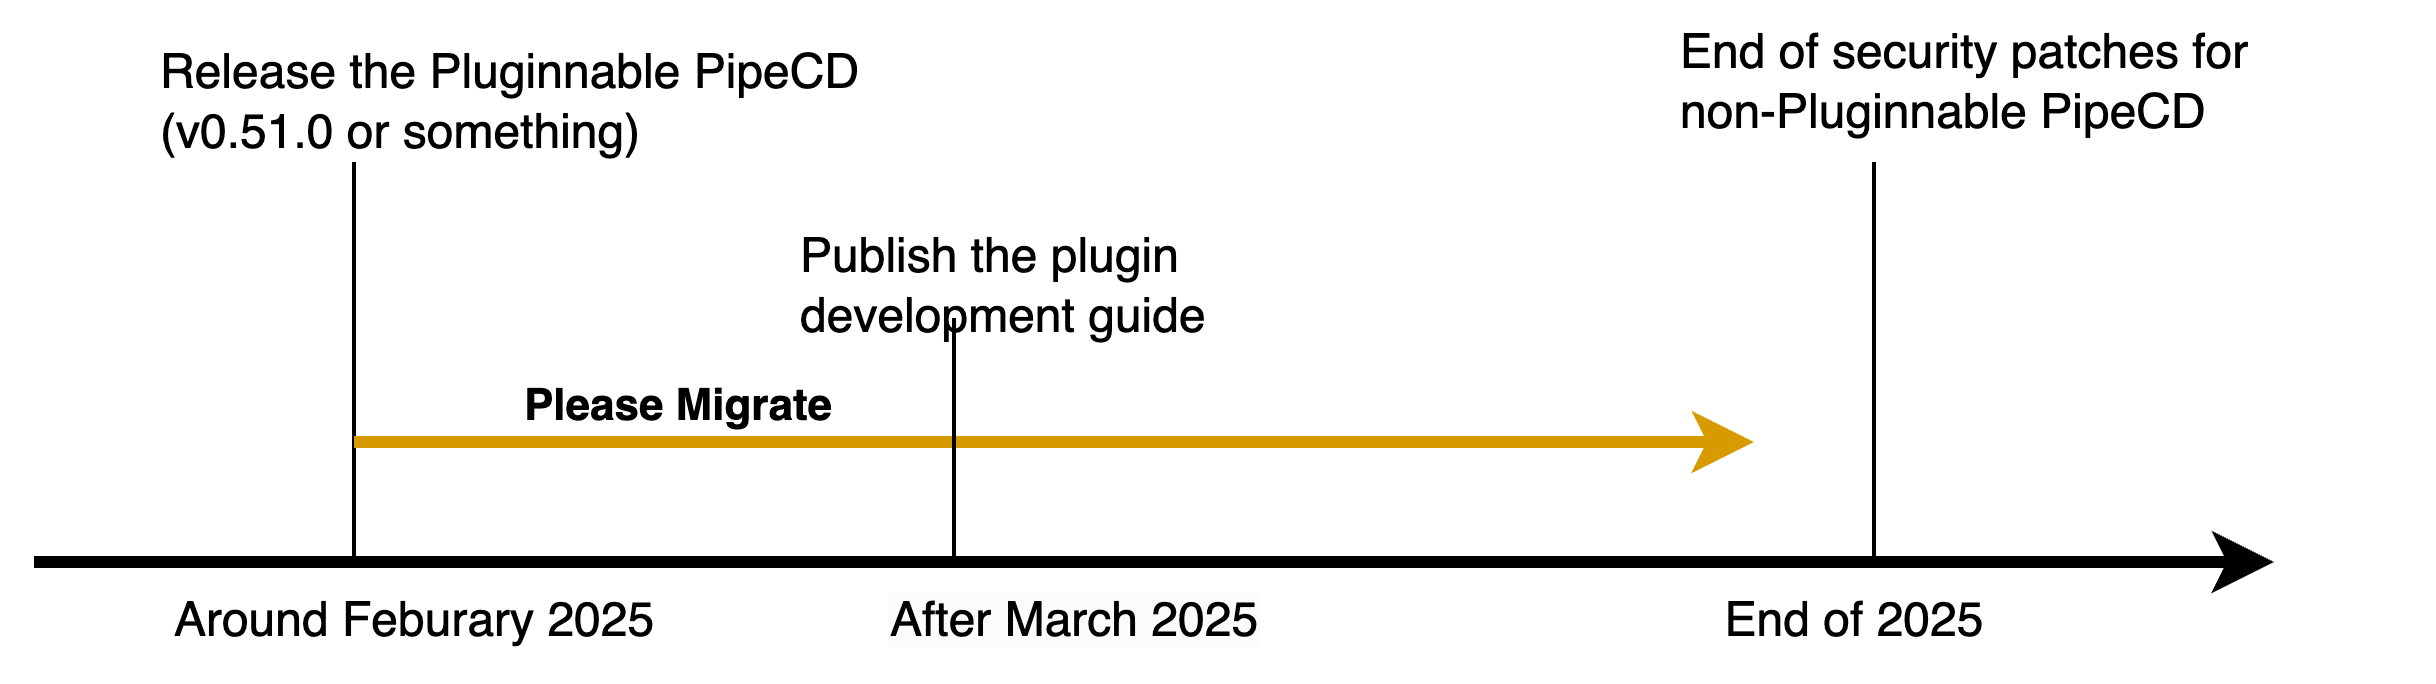 Release the Pluginnable PipeCD
(v0.51.0 or something)
End of security patches for
non-Pluginnable PipeCD
Publish the plugin
development guide
Please Migrate
Around Feburary 2025
After March 2025
End of 2025